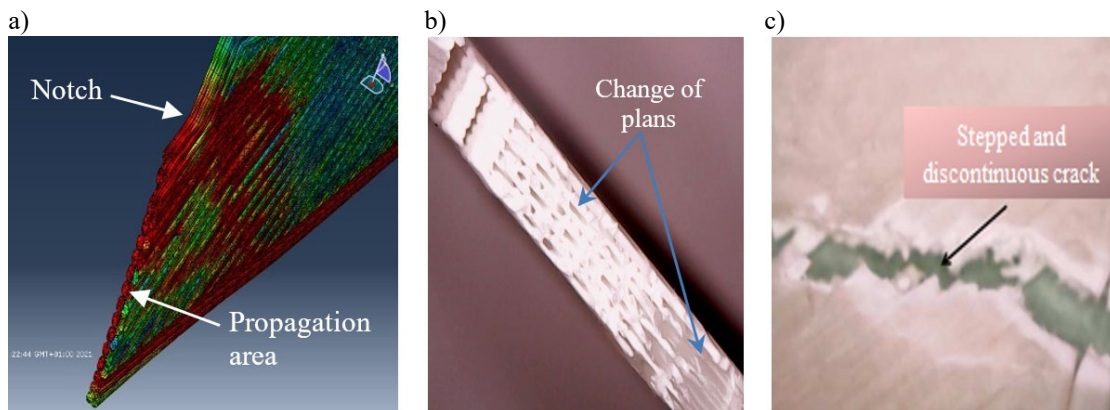 a)
b)
c)
Notch
Propagation
area
22:44 GMT+01:00 2021
Change of
plans
Stepped and
discontinuous crack